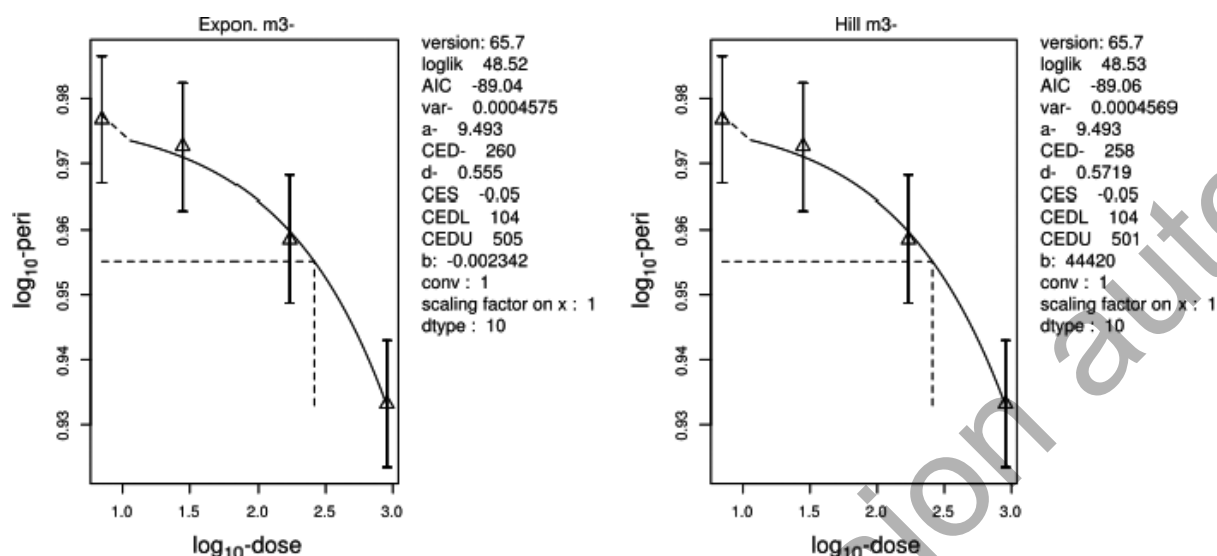 Expon. m3-
version: 65.7
loglik 48.52
AIC -89.04
var- 0.0004575
a- 9.493
CED- 260
d- 0.555
CES -0.05
CEDL 104
CEDU 505
b: -0.002342
conv : 1
scaling factor on x : 1
dtype : 10
log10-peri
0.98
0.97
0.96
0.95
0.94
0.93
1.0 1.5 2.0 2.5 3.0
log10-dose
Hill m3-
version: 65.7
loglik 48.53
AIC -89.06
var- 0.0004569
a- 9.493
CED- 258
d- 0.5719
CES -0.05
CEDL 104
CEDU 501
b: 44420
conv : 1
scaling factor on x : 1
dtype : 10
log10-peri
0.98
0.97
0.96
0.95
0.94
0.93
1.0 1.5 2.0 2.5 3.0
log10-dose